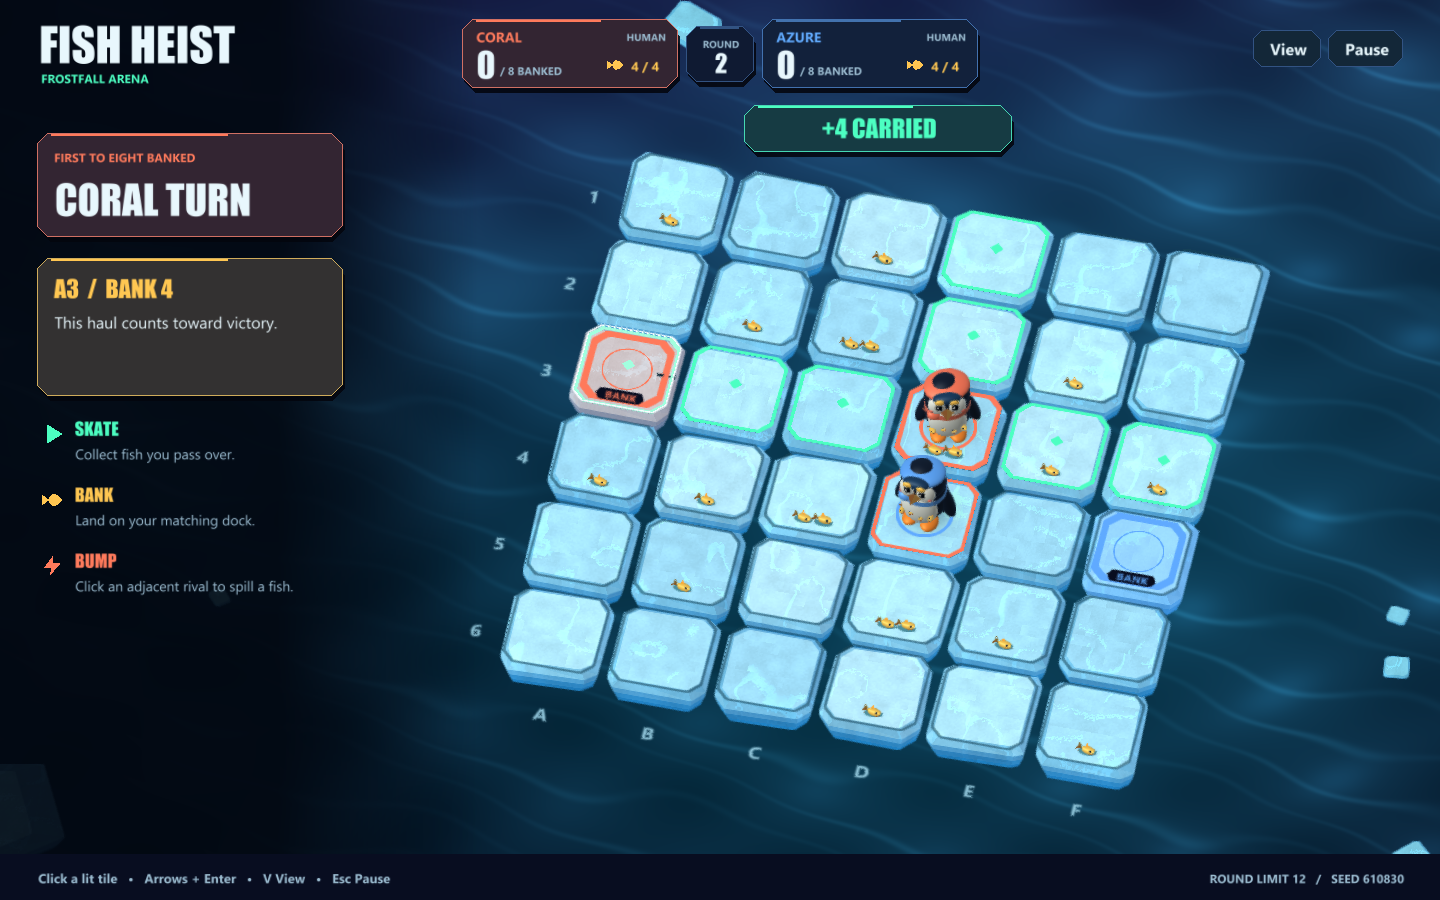 FISH HEIST
FROSTFALL ARENA
CORAL HUMAN
0 / 8 BANKED 4 / 4
ROUND
2
AZURE HUMAN
0 / 8 BANKED 4 / 4
View
Pause
+4 CARRIED
FIRST TO EIGHT BANKED
CORAL TURN
A3 / BANK 4
This haul counts toward victory.
SKATE
Collect fish you pass over.
BANK
Land on your matching dock.
BUMP
Click an adjacent rival to spill a fish.
1
2
3
4
5
6
BANK
BANK
A
B
C
D
E
F
Click a lit tile • Arrows + Enter • V View • Esc Pause
ROUND LIMIT 12 / SEED 610830